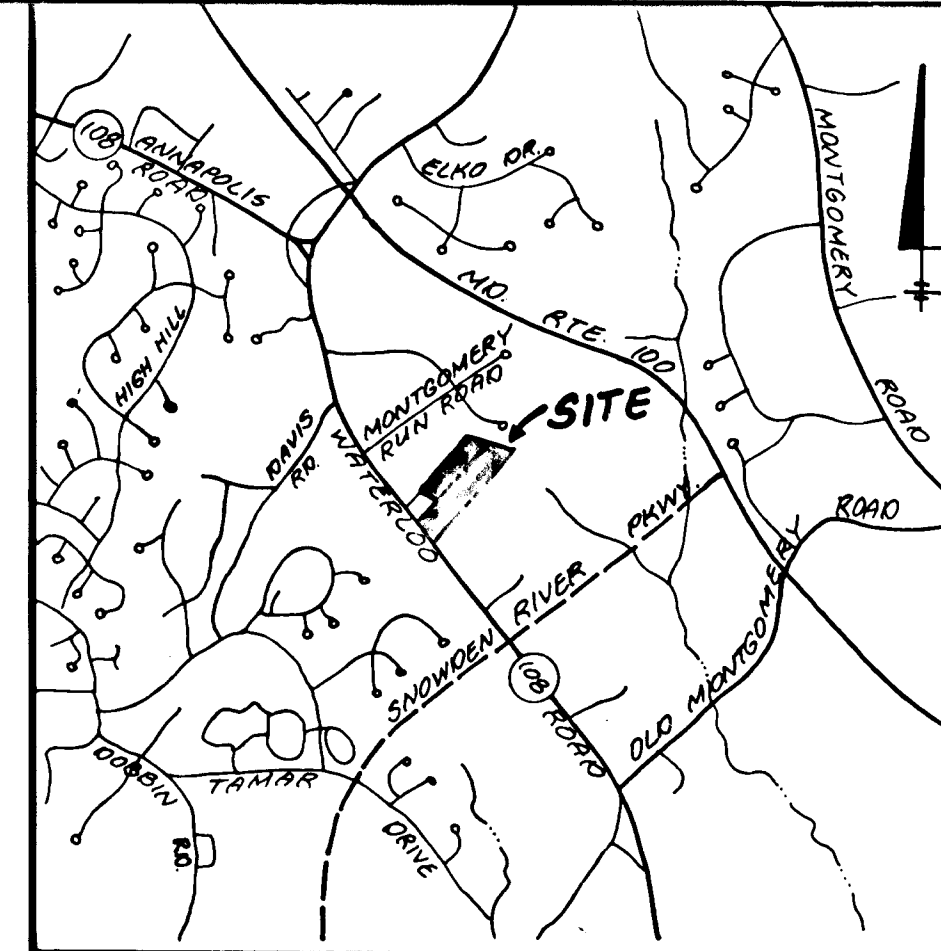 108
ANNAPOLIS
ROAD
ELKO DR.
MONTGOMERY
ROAD
MD. RTE. 100
HIGH HILL
MONTGOMERY
RUN ROAD
SITE
DAVIS
RD.
WATERLOO
SNOWDEN RIVER PKWY.
108
ROAD
OLD MONTGOMERY ROAD
DOBBIN
RD.
TAMAR
DRIVE